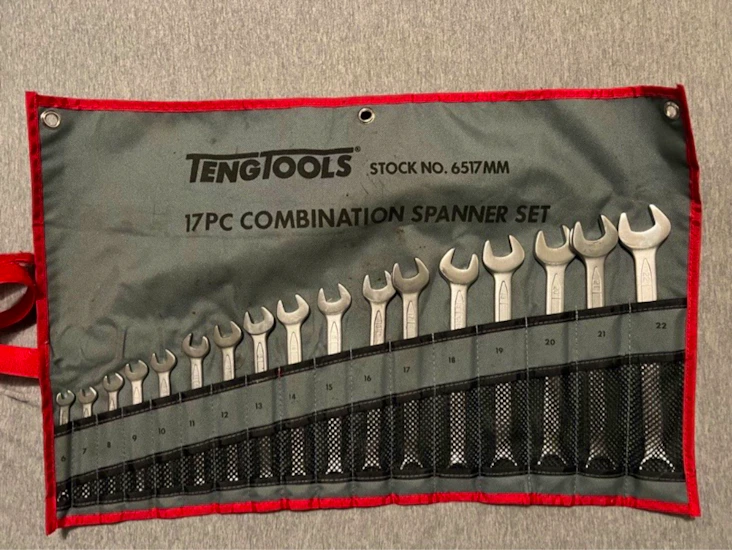 TENGTOOLS® STOCK NO. 6517MM
17PC COMBINATION SPANNER SET
6 7 8 9 10 11 12 13 14 15 16 17 18 19 20 21 22